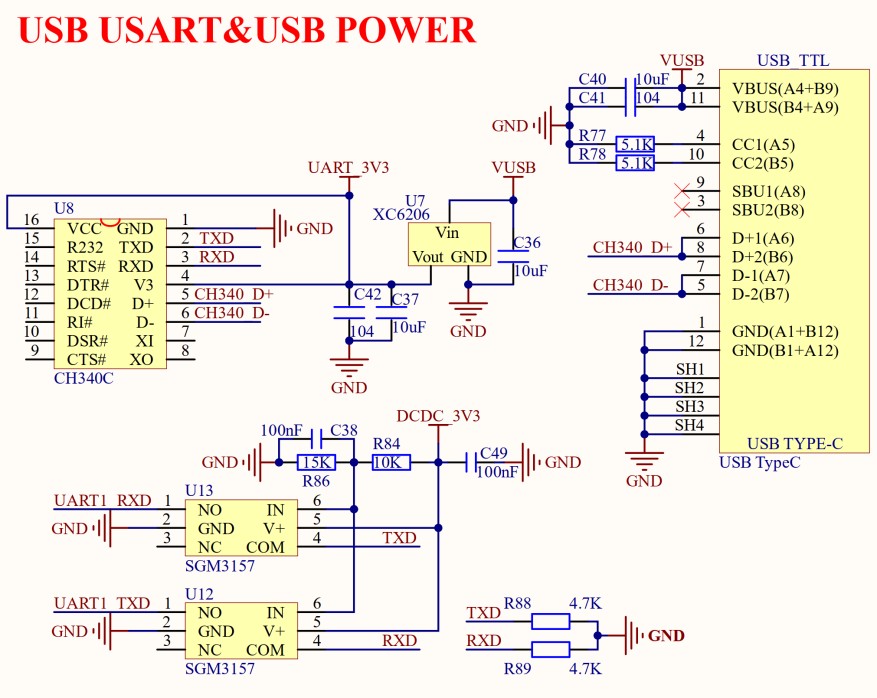 USB USART&USB POWER
VUSB
USB_TTL
C40 10uF 2 VBUS(A4+B9)
C41 104 11 VBUS(B4+A9)
GND
R77 5.1K 4 CC1(A5)
R78 5.1K 10 CC2(B5)
9 SBU1(A8)
3 SBU2(B8)
6 D+1(A6)
CH340_D+ 8 D+2(B6)
7 D-1(A7)
CH340_D- 5 D-2(B7)
1 GND(A1+B12)
12 GND(B1+A12)
SH1
SH2
SH3
SH4
USB TYPE-C
USB TypeC
GND
UART_3V3
VUSB
U8
16 VCC GND 1 GND
15 R232 TXD 2 TXD
14 RTS# RXD 3 RXD
13 DTR# V3 4
12 DCD# D+ 5 CH340_D+
11 RI# D- 6 CH340_D-
10 DSR# XI 7
9 CTS# XO 8
CH340C
U7
XC6206
Vin
Vout GND
C36
10uF
GND
C42 C37
104 10uF
GND
DCDC_3V3
100nF C38
GND 15K R84 10K C49 GND
R86 100nF
U13
UART1_RXD 1 NO IN 6
GND 2 GND V+ 5
3 NC COM 4 TXD
SGM3157
U12
UART1_TXD 1 NO IN 6
GND 2 GND V+ 5
3 NC COM 4 RXD
SGM3157
TXD R88 4.7K
GND
RXD R89 4.7K